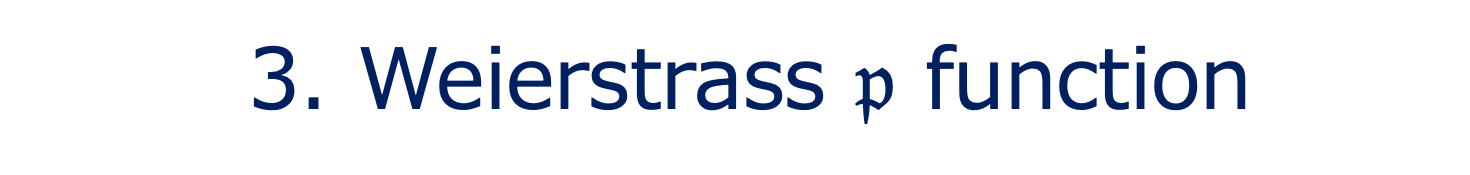 3. Weierstrass 𝔭 function